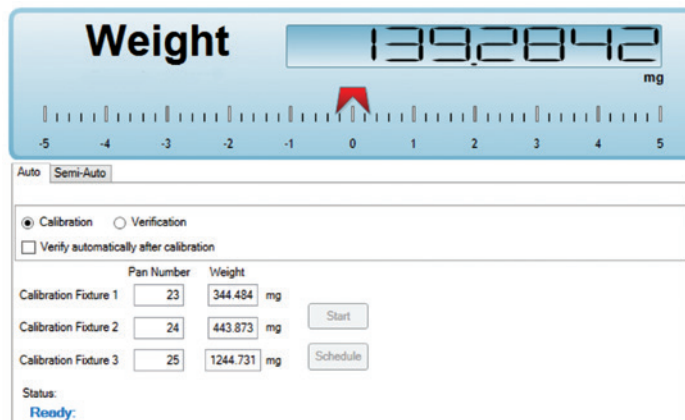 Weight 139.2842
mg
-5 -4 -3 -2 -1 0 1 2 3 4 5
Auto Semi-Auto
Calibration Verification
Verify automatically after calibration
Pan Number Weight
Calibration Fixture 1 23 344.484 mg
Start
Calibration Fixture 2 24 443.873 mg
Calibration Fixture 3 25 1244.731 mg Schedule
Status:
Ready: